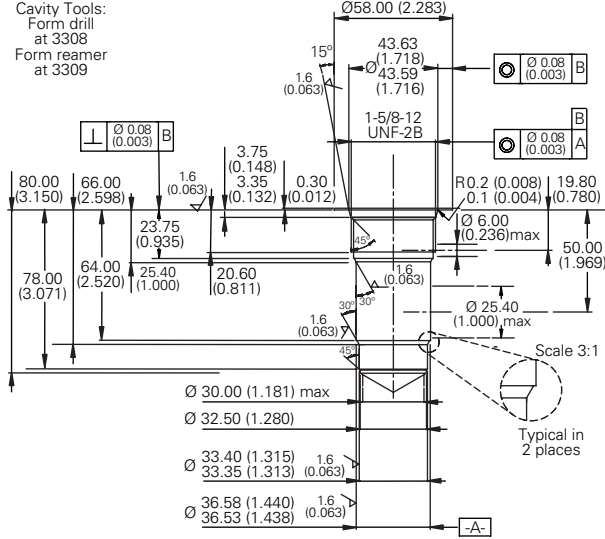 Cavity Tools:
Form drill
at 3308
Form reamer
at 3309
Ø58.00 (2.283)
15°
1.6
(0.063)
Ø
43.63
(1.718)
43.59
(1.716)
Ø 0.08
(0.003)
B
1-5/8-12
UNF-2B
B
Ø 0.08
(0.003)
A
⊥
Ø 0.08
(0.003)
B
80.00
(3.150)
66.00
(2.598)
1.6
(0.063)
3.75
(0.148)
3.35
(0.132)
0.30
(0.012)
R0.2 (0.008)
0.1 (0.004)
19.80
(0.780)
23.75
(0.935)
45°
Ø 6.00
(0.236)max
50.00
(1.969)
78.00
(3.071)
64.00
(2.520)
25.40
(1.000)
20.60
(0.811)
1.6
(0.063)
30°
30°
1.6
(0.063)
Ø 25.40
(1.000) max
45°
Scale 3:1
Typical in
2 places
Ø 30.00 (1.181) max
Ø 32.50 (1.280)
Ø
33.40 (1.315)
33.35 (1.313)
1.6
(0.063)
Ø
36.58 (1.440)
36.53 (1.438)
1.6
(0.063)
-A-